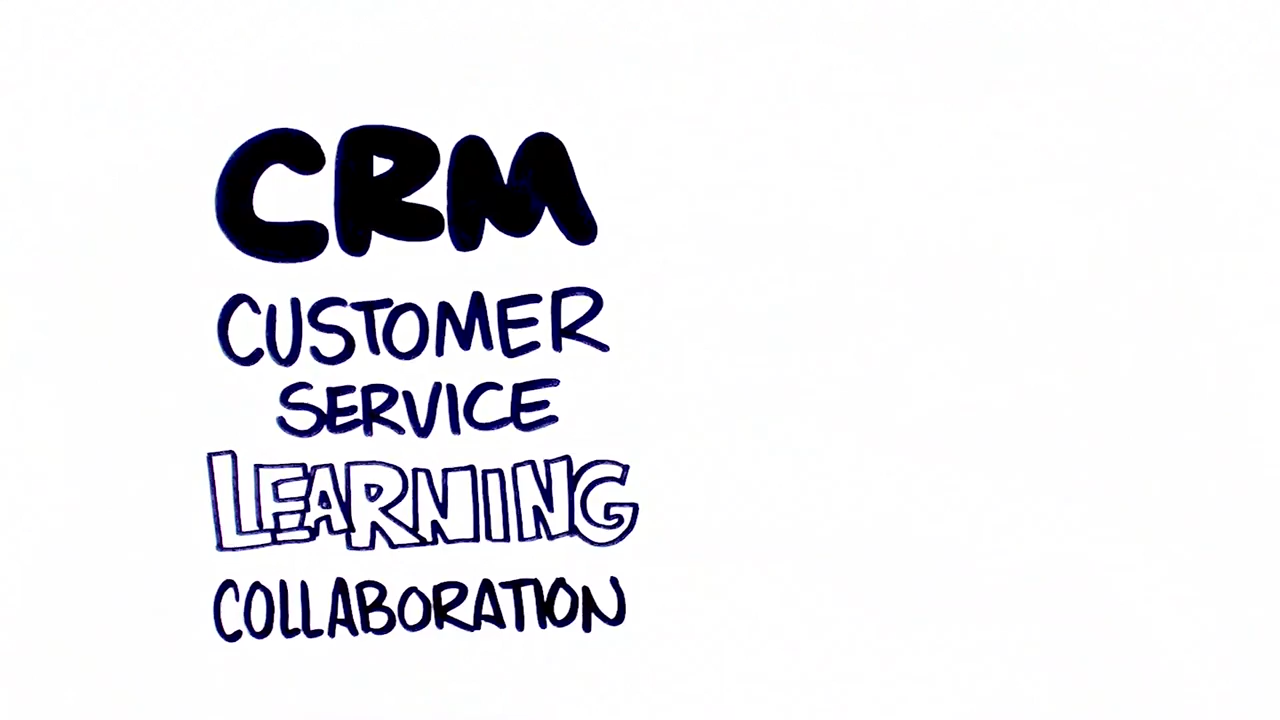 CRM
CUSTOMER
SERVICE
LEARNING
COLLABORATION